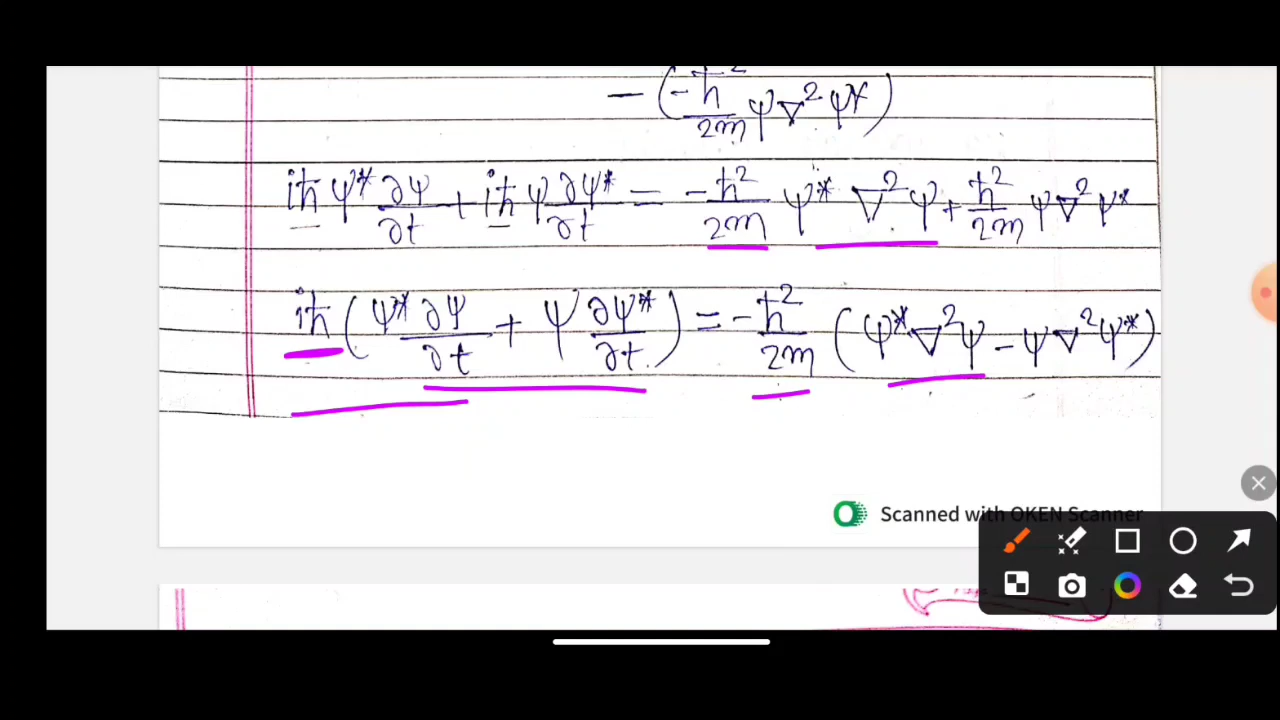 - (-ħ²/2m ψ∇²ψ*)
iħ ψ* ∂ψ/∂t + iħ ψ ∂ψ*/∂t = -ħ²/2m ψ* ∇²ψ + ħ²/2m ψ∇²ψ*
iħ (ψ* ∂ψ/∂t + ψ ∂ψ*/∂t) = -ħ²/2m (ψ*∇²ψ - ψ∇²ψ*)
Scanned with OKEN Scanner